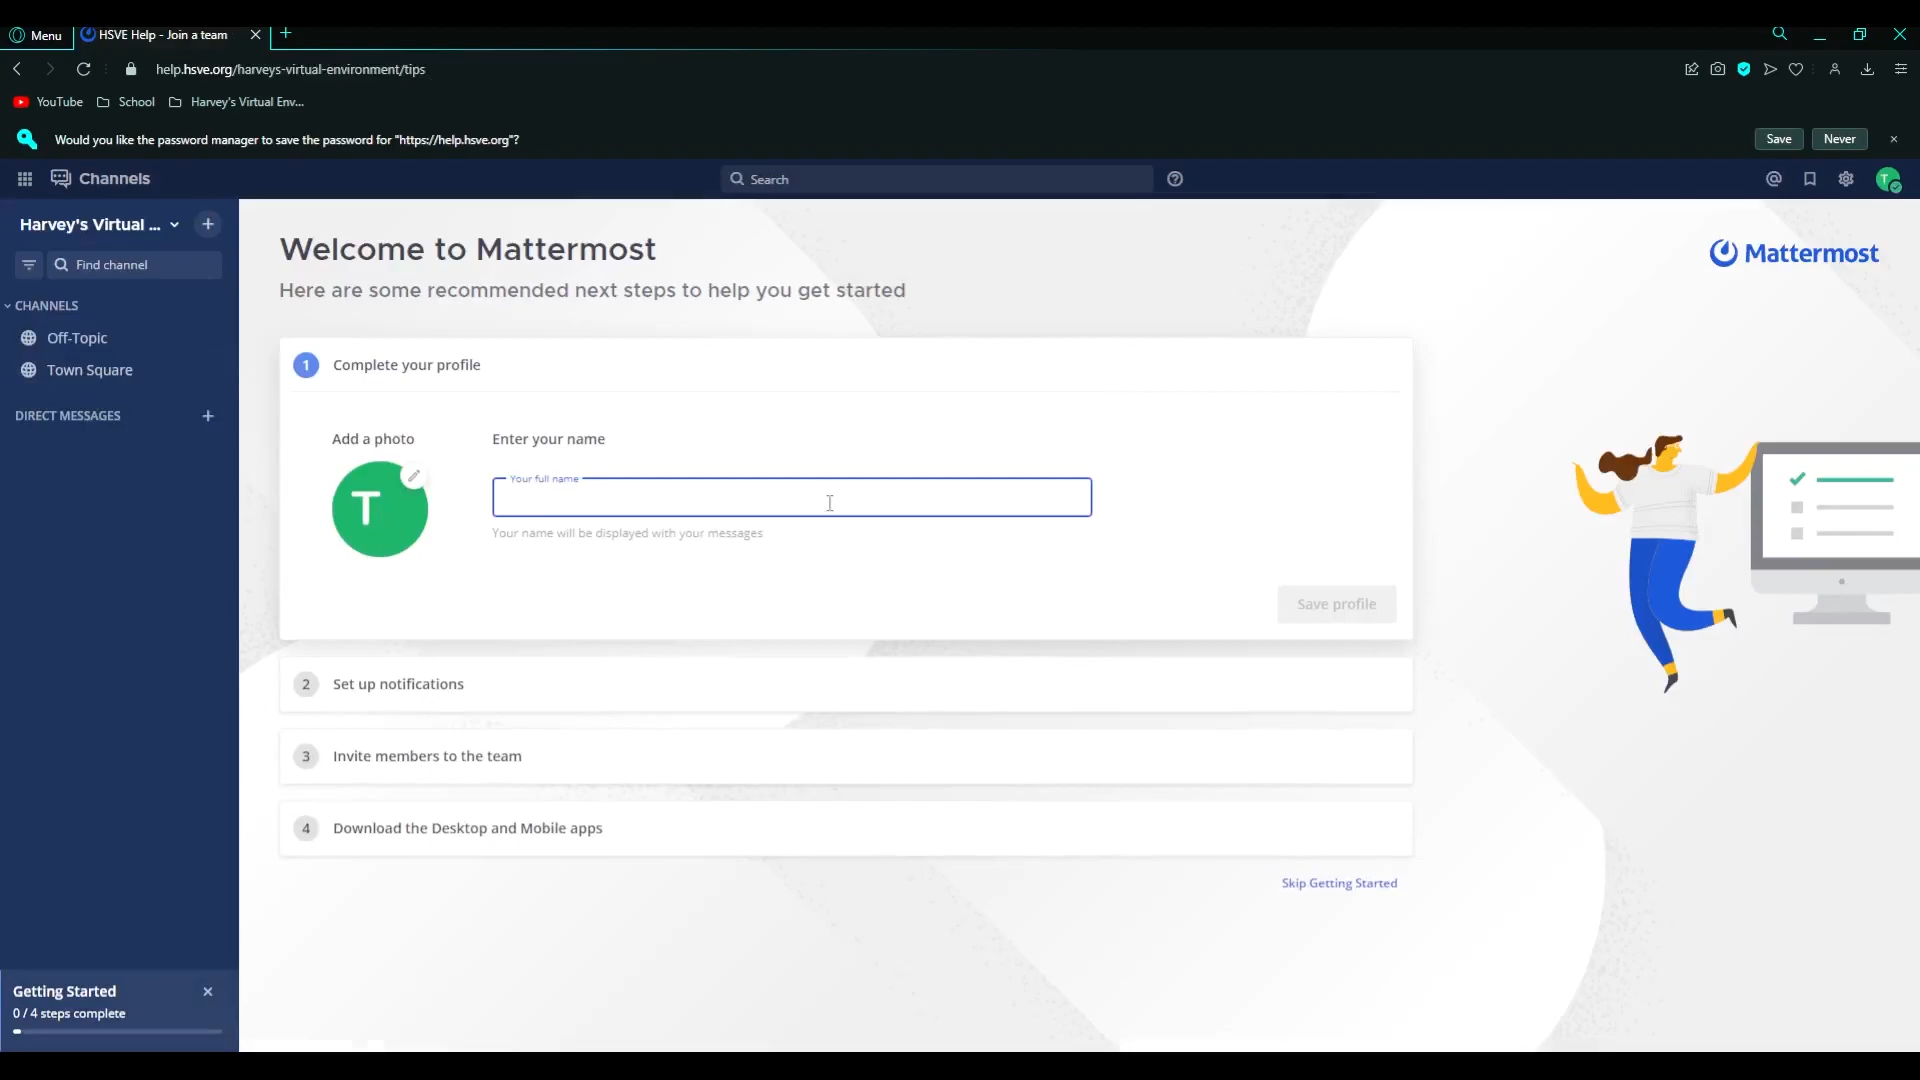 Menu
HSVE Help - Join a team
help.hsve.org/harveys-virtual-environment/tips
YouTube
School
Harvey's Virtual Env...
Would you like the password manager to save the password for "https://help.hsve.org"?
Save
Never
Channels
Search
T
Harvey's Virtual ...
Find channel
CHANNELS
Off-Topic
Town Square
DIRECT MESSAGES
Welcome to Mattermost
Here are some recommended next steps to help you get started
Mattermost
1 Complete your profile
Add a photo
Enter your name
T
Your full name
Your name will be displayed with your messages
Save profile
2 Set up notifications
3 Invite members to the team
4 Download the Desktop and Mobile apps
Skip Getting Started
Getting Started
0 / 4 steps complete